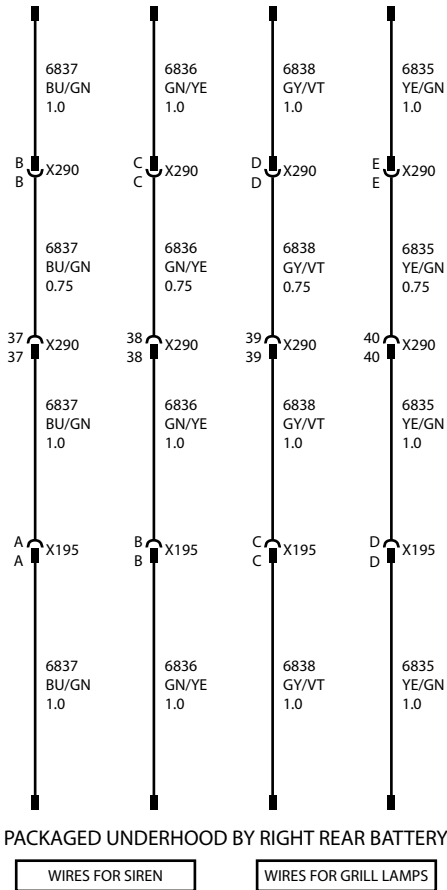 6837
BU/GN
1.0
6836
GN/YE
1.0
6838
GY/VT
1.0
6835
YE/GN
1.0
B
B
X290
C
C
X290
D
D
X290
E
E
X290
6837
BU/GN
0.75
6836
GN/YE
0.75
6838
GY/VT
0.75
6835
YE/GN
0.75
37
37
X290
38
38
X290
39
39
X290
40
40
X290
6837
BU/GN
1.0
6836
GN/YE
1.0
6838
GY/VT
1.0
6835
YE/GN
1.0
A
A
X195
B
B
X195
C
C
X195
D
D
X195
6837
BU/GN
1.0
6836
GN/YE
1.0
6838
GY/VT
1.0
6835
YE/GN
1.0
PACKAGED UNDERHOOD BY RIGHT REAR BATTERY
WIRES FOR SIREN
WIRES FOR GRILL LAMPS